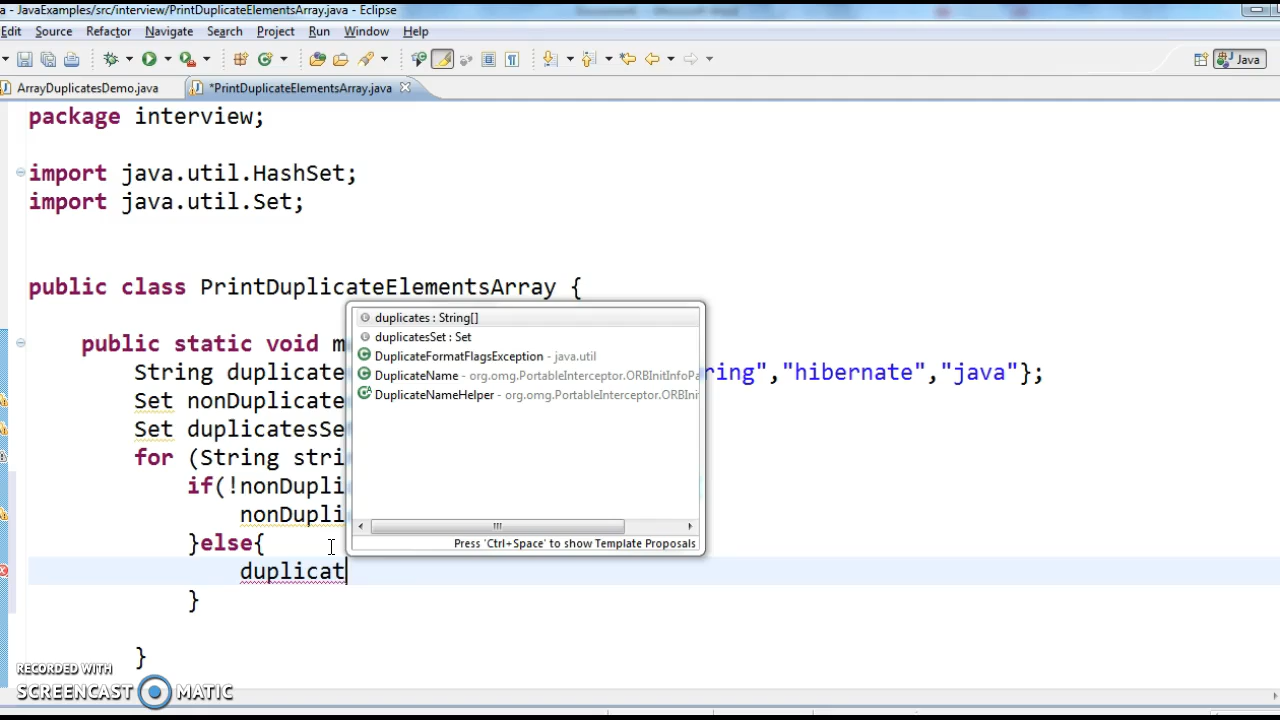 a - JavaExamples/src/interview/PrintDuplicateElementsArray.java - Eclipse
Edit Source Refactor Navigate Search Project Run Window Help
Java
ArrayDuplicatesDemo.java *PrintDuplicateElementsArray.java
package interview;
import java.util.HashSet;
import java.util.Set;
public class PrintDuplicateElementsArray {
public static void m
String duplicate ring","hibernate","java"};
Set nonDuplicate
Set duplicatesSe
for (String stri
if(!nonDupli
nonDupli
}else{
duplicat
}
}
duplicates : String[]
duplicatesSet : Set
DuplicateFormatFlagsException - java.util
DuplicateName - org.omg.PortableInterceptor.ORBInitInfoPa
DuplicateNameHelper - org.omg.PortableInterceptor.ORBInit
Press 'Ctrl+Space' to show Template Proposals
RECORDED WITH
SCREENCAST MATIC